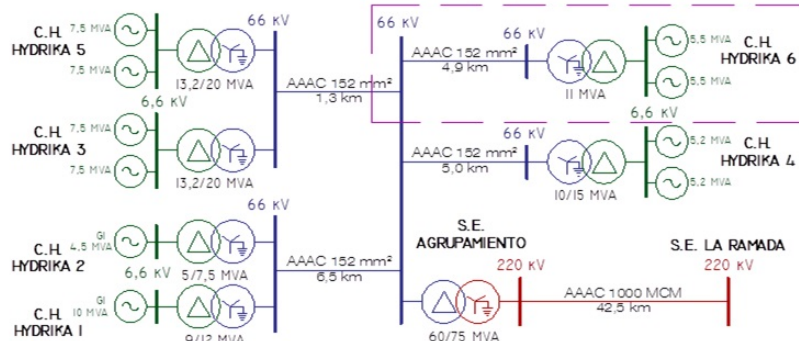 C.H.
HYDRIKA 5
7,5 MVA
7,5 MVA
13,2/20 MVA
66 kV
6,6 kV
C.H.
HYDRIKA 3
7,5 MVA
7,5 MVA
13,2/20 MVA
AAAC 152 mm²
1,3 km
66 kV
AAAC 152 mm²
4,9 km
66 kV
11 MVA
5,5 MVA
5,5 MVA
C.H.
HYDRIKA 6
6,6 kV
AAAC 152 mm²
5,0 km
66 kV
10/15 MVA
5,2 MVA
5,2 MVA
C.H.
HYDRIKA 4
C.H.
HYDRIKA 2
G1
4,5 MVA
5/7,5 MVA
66 kV
6,6 kV
C.H.
HYDRIKA 1
G1
10 MVA
9/12 MVA
AAAC 152 mm²
6,5 km
S.E.
AGRUPAMIENTO
220 kV
60/75 MVA
AAAC 1000 MCM
42,5 km
S.E. LA RAMADA
220 kV